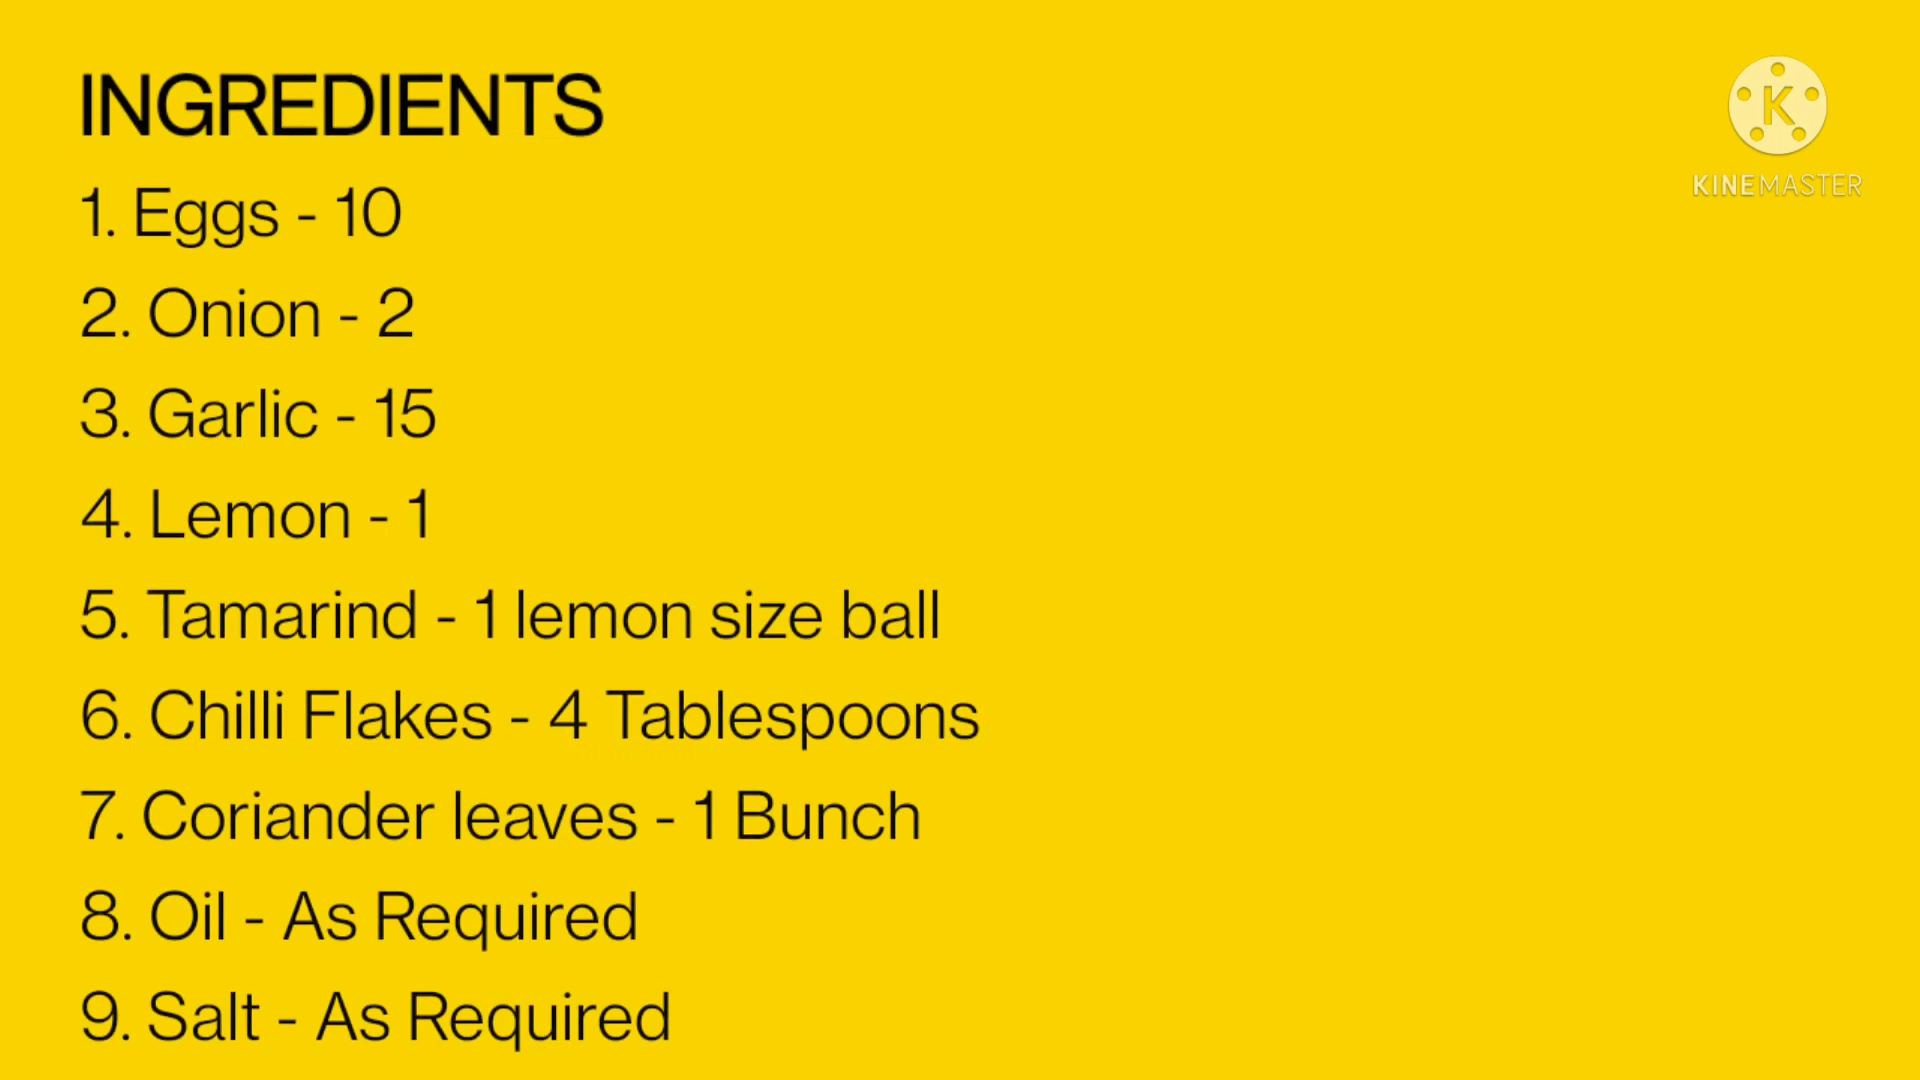 INGREDIENTS
1. Eggs - 10
2. Onion - 2
3. Garlic - 15
4. Lemon - 1
5. Tamarind - 1 lemon size ball
6. Chilli Flakes - 4 Tablespoons
7. Coriander leaves - 1 Bunch
8. Oil - As Required
9. Salt - As Required
K
KINEMASTER